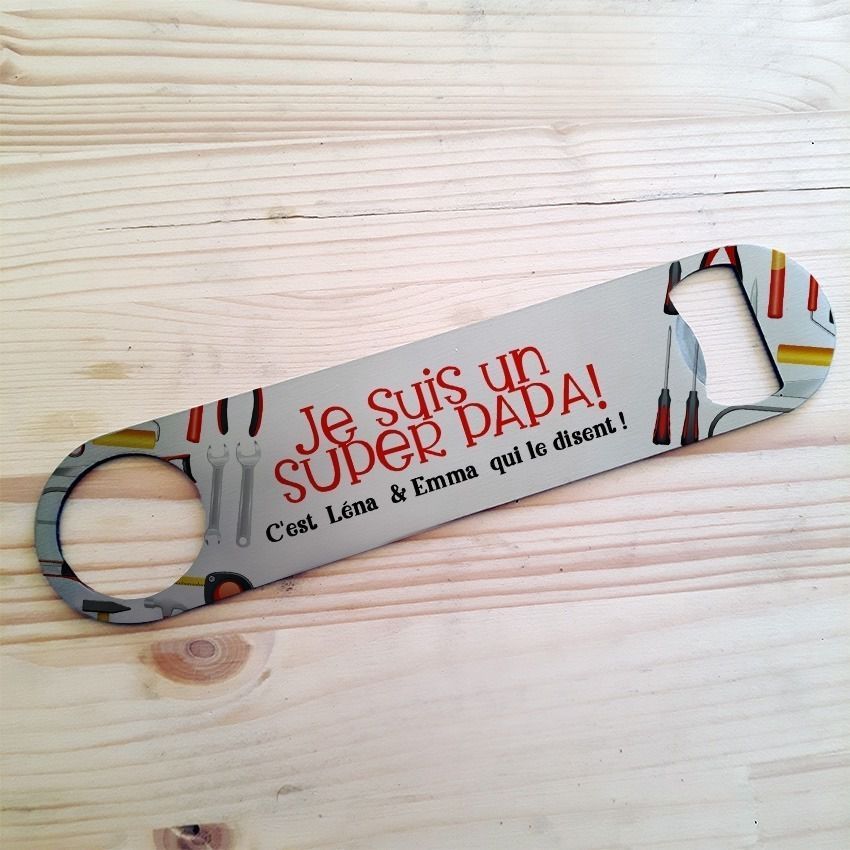 Je suis un
super papa!
C'est Léna & Emma qui le disent !